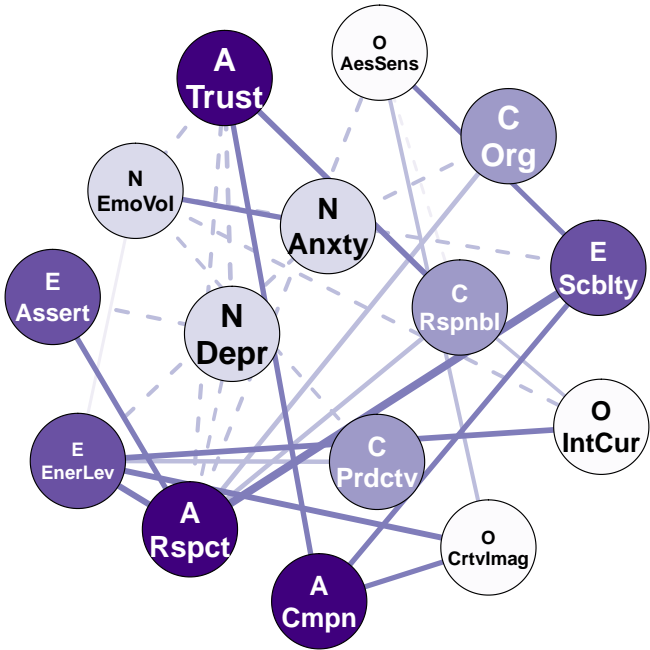 O
AesSens
A
Trust
C
Org
N
EmoVol
N
Anxty
E
Scblty
E
Assert
C
Rspnbl
N
Depr
O
IntCur
E
EnerLev
C
Prdctv
A
Rspct
O
CrtvImag
A
Cmpn